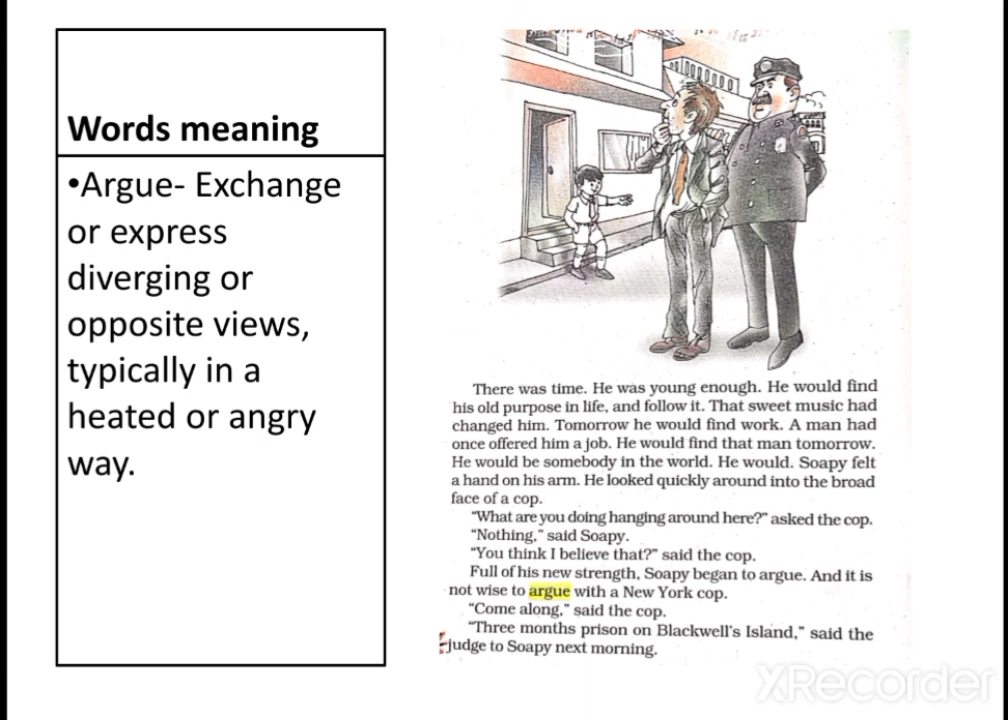 Words meaning
•Argue- Exchange
or express
diverging or
opposite views,
typically in a
heated or angry
way.
There was time. He was young enough. He would find
his old purpose in life, and follow it. That sweet music had
changed him. Tomorrow he would find work. A man had
once offered him a job. He would find that man tomorrow.
He would be somebody in the world. He would. Soapy felt
a hand on his arm. He looked quickly around into the broad
face of a cop.
"What are you doing hanging around here?" asked the cop.
"Nothing," said Soapy.
"You think I believe that?" said the cop.
Full of his new strength, Soapy began to argue. And it is
not wise to argue with a New York cop.
"Come along," said the cop.
"Three months prison on Blackwell's Island," said the
judge to Soapy next morning.
XRecorder